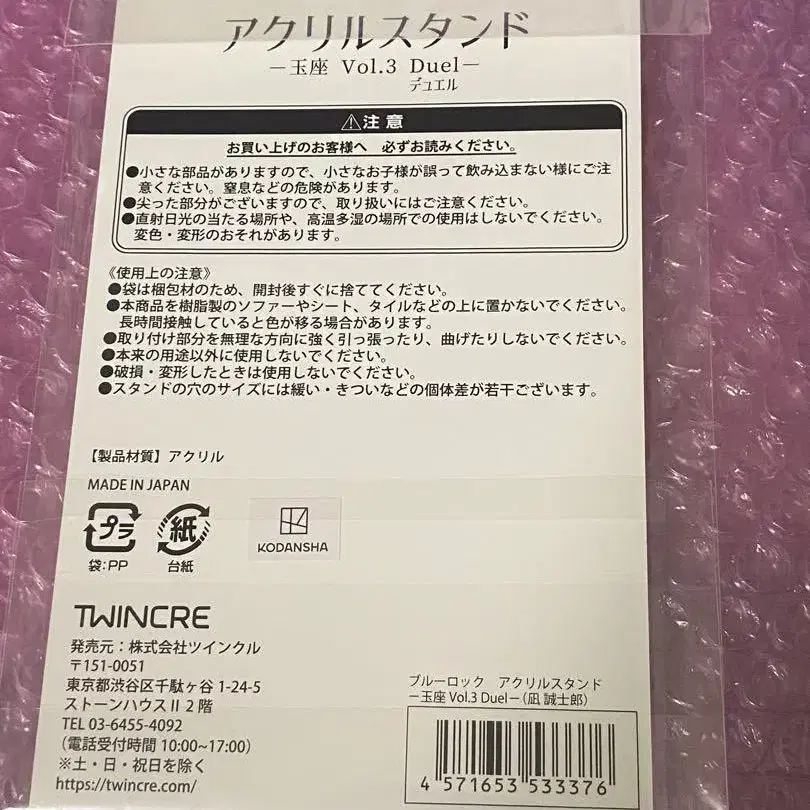 アクリルスタンド
－玉座 Vol.3 Duel－
デュエル
⚠注 意
お買い上げのお客様へ　必ずお読みください。
●小さな部品がありますので、小さなお子様が誤って飲み込まない様にご注
意ください。窒息などの危険があります。
●尖った部分がございますので、取り扱いにはご注意ください。
●直射日光の当たる場所や、高温多湿の場所での使用はしないでください。
変色・変形のおそれがあります。
《使用上の注意》
●袋は梱包材のため、開封後すぐに捨ててください。
●本商品を樹脂製のソファーやシート、タイルなどの上に置かないでください。
長時間接触していると色が移る場合があります。
●取り付け部分を無理な方向に強く引っ張ったり、曲げたりしないでください。
●本来の用途以外に使用しないでください。
●破損・変形したときは使用しないでください。
●スタンドの穴のサイズには緩い・きついなどの個体差が若干ございます。
【製品材質】アクリル
MADE IN JAPAN
プラ
袋:PP
紙
台紙
KODANSHA
TWINCRE
発売元：株式会社ツインクル
〒151-0051
東京都渋谷区千駄ヶ谷 1-24-5
ストーンハウスⅡ 2 階
TEL 03-6455-4092
（電話受付時間 10:00~17:00）
※土・日・祝日を除く
https://twincre.com/
ブルーロック　アクリルスタンド
－玉座 Vol.3 Duel－（凪 誠士郎）
4 571653 533376